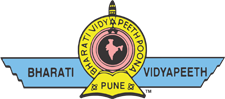 BHARATI VIDYAPEETH POONA
BHARATI VIDYAPEETH
PUNE
TM